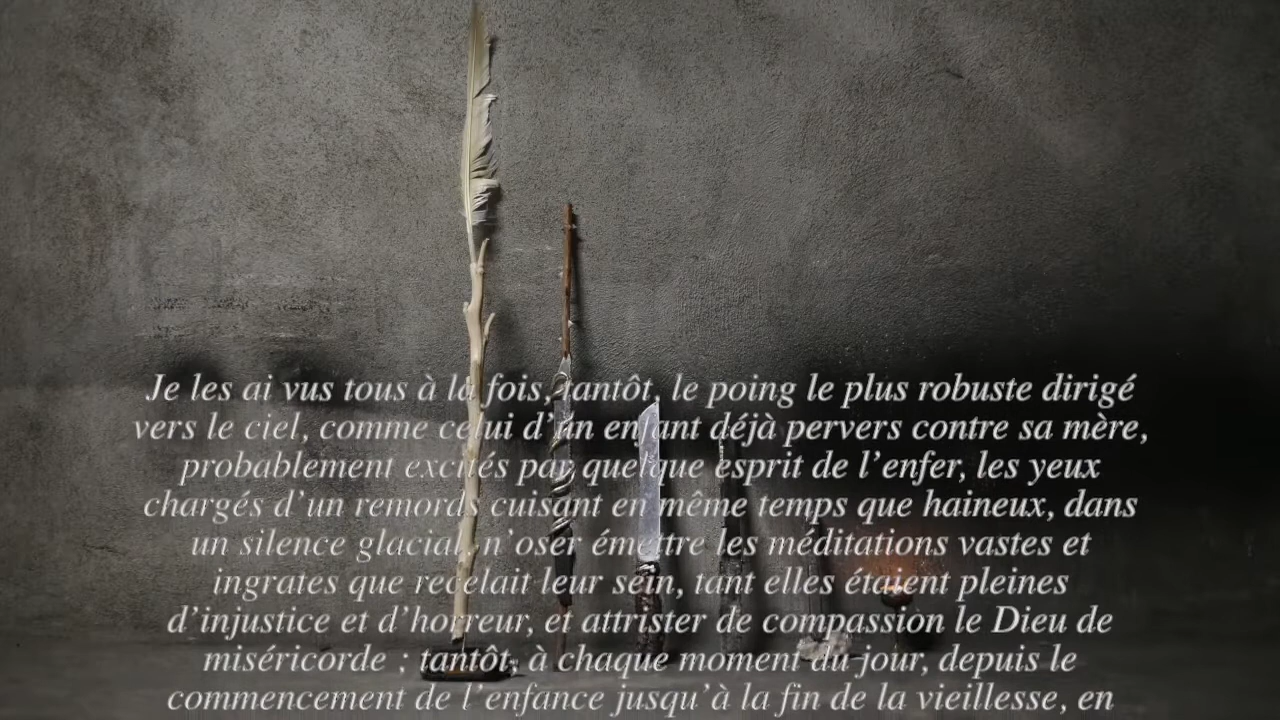 Je les ai vus tous à la fois, tantôt, le poing le plus robuste dirigé
vers le ciel, comme celui d’un enfant déjà pervers contre sa mère,
probablement excités par quelque esprit de l’enfer, les yeux
chargés d’un remords cuisant en même temps que haineux, dans
un silence glacial, n’oser émettre les méditations vastes et
ingrates que recelait leur sein, tant elles étaient pleines
d’injustice et d’horreur, et attrister de compassion le Dieu de
miséricorde ; tantôt, à chaque moment du jour, depuis le
commencement de l’enfance jusqu’à la fin de la vieillesse, en